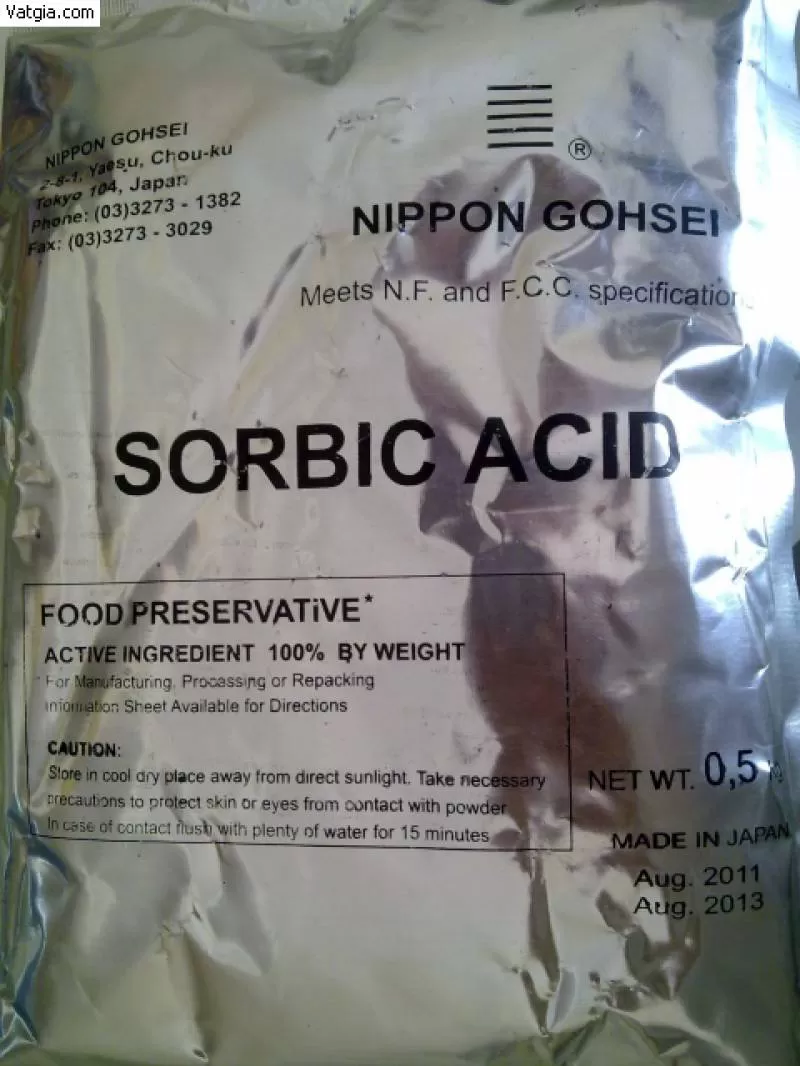 Vatgia.com
NIPPON GOHSEI
2-8-1, Yaesu, Chou-ku
Tokyo 104, Japan
Phone: (03)3273 - 1382
Fax: (03)3273 - 3029
®
NIPPON GOHSEI
Meets N.F. and F.C.C. specification
SORBIC ACID
FOOD PRESERVATiVE*
ACTIVE INGREDIENT 100% BY WEIGHT
* For Manufacturing, Processing or Repacking
Information Sheet Available for Directions
CAUTION:
Store in cool dry place away from direct sunlight. Take necessary
precautions to protect skin or eyes from contact with powder
In case of contact flush with plenty of water for 15 minutes
NET WT. 0,5
MADE IN JAPAN
Aug. 2011
Aug. 2013